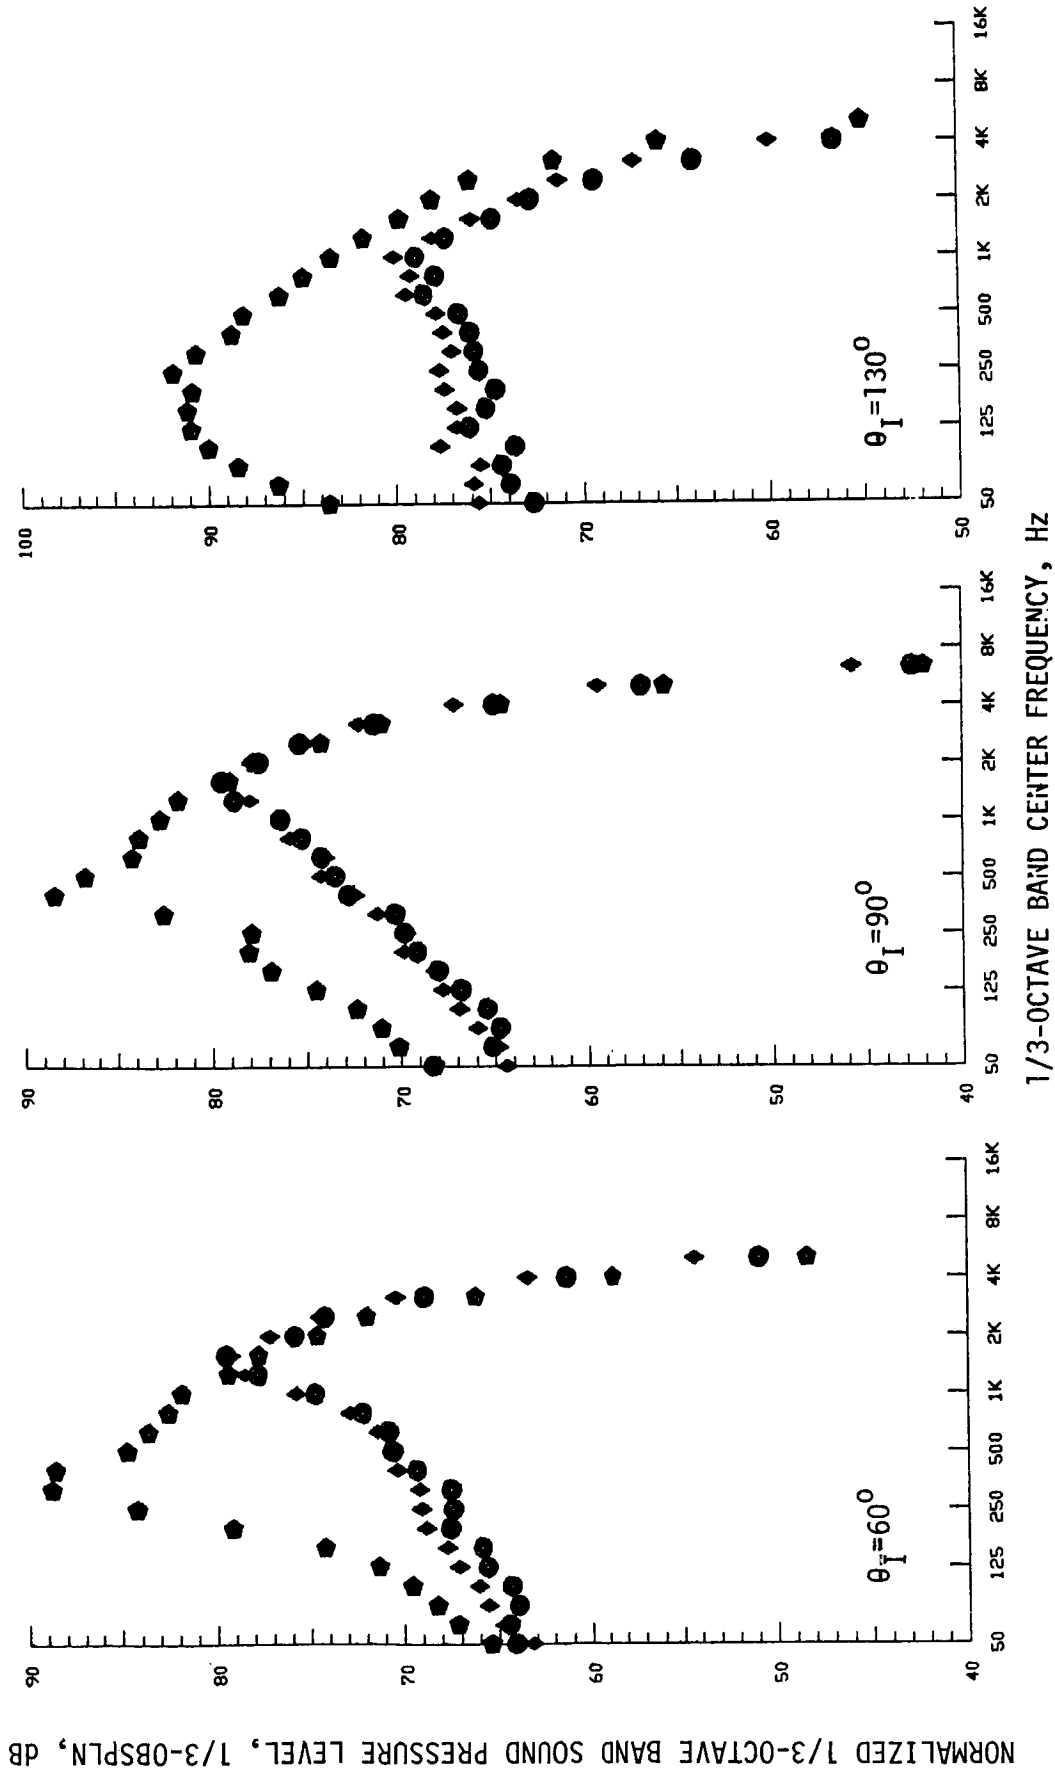 NORMALIZED 1/3-OCTAVE BAND SOUND PRESSURE LEVEL, 1/3-OBSPLN, dB
90
80
70
60
50
40
50
125
250
500
1K
2K
4K
8K
16K
θI=60⁰
90
80
70
60
50
40
50
125
250
500
1K
2K
4K
8K
16K
θI=90⁰
100
90
80
70
60
50
50
125
250
500
1K
2K
4K
8K
16K
θI=130⁰
1/3-OCTAVE BAND CENTER FREQUENCY, Hz